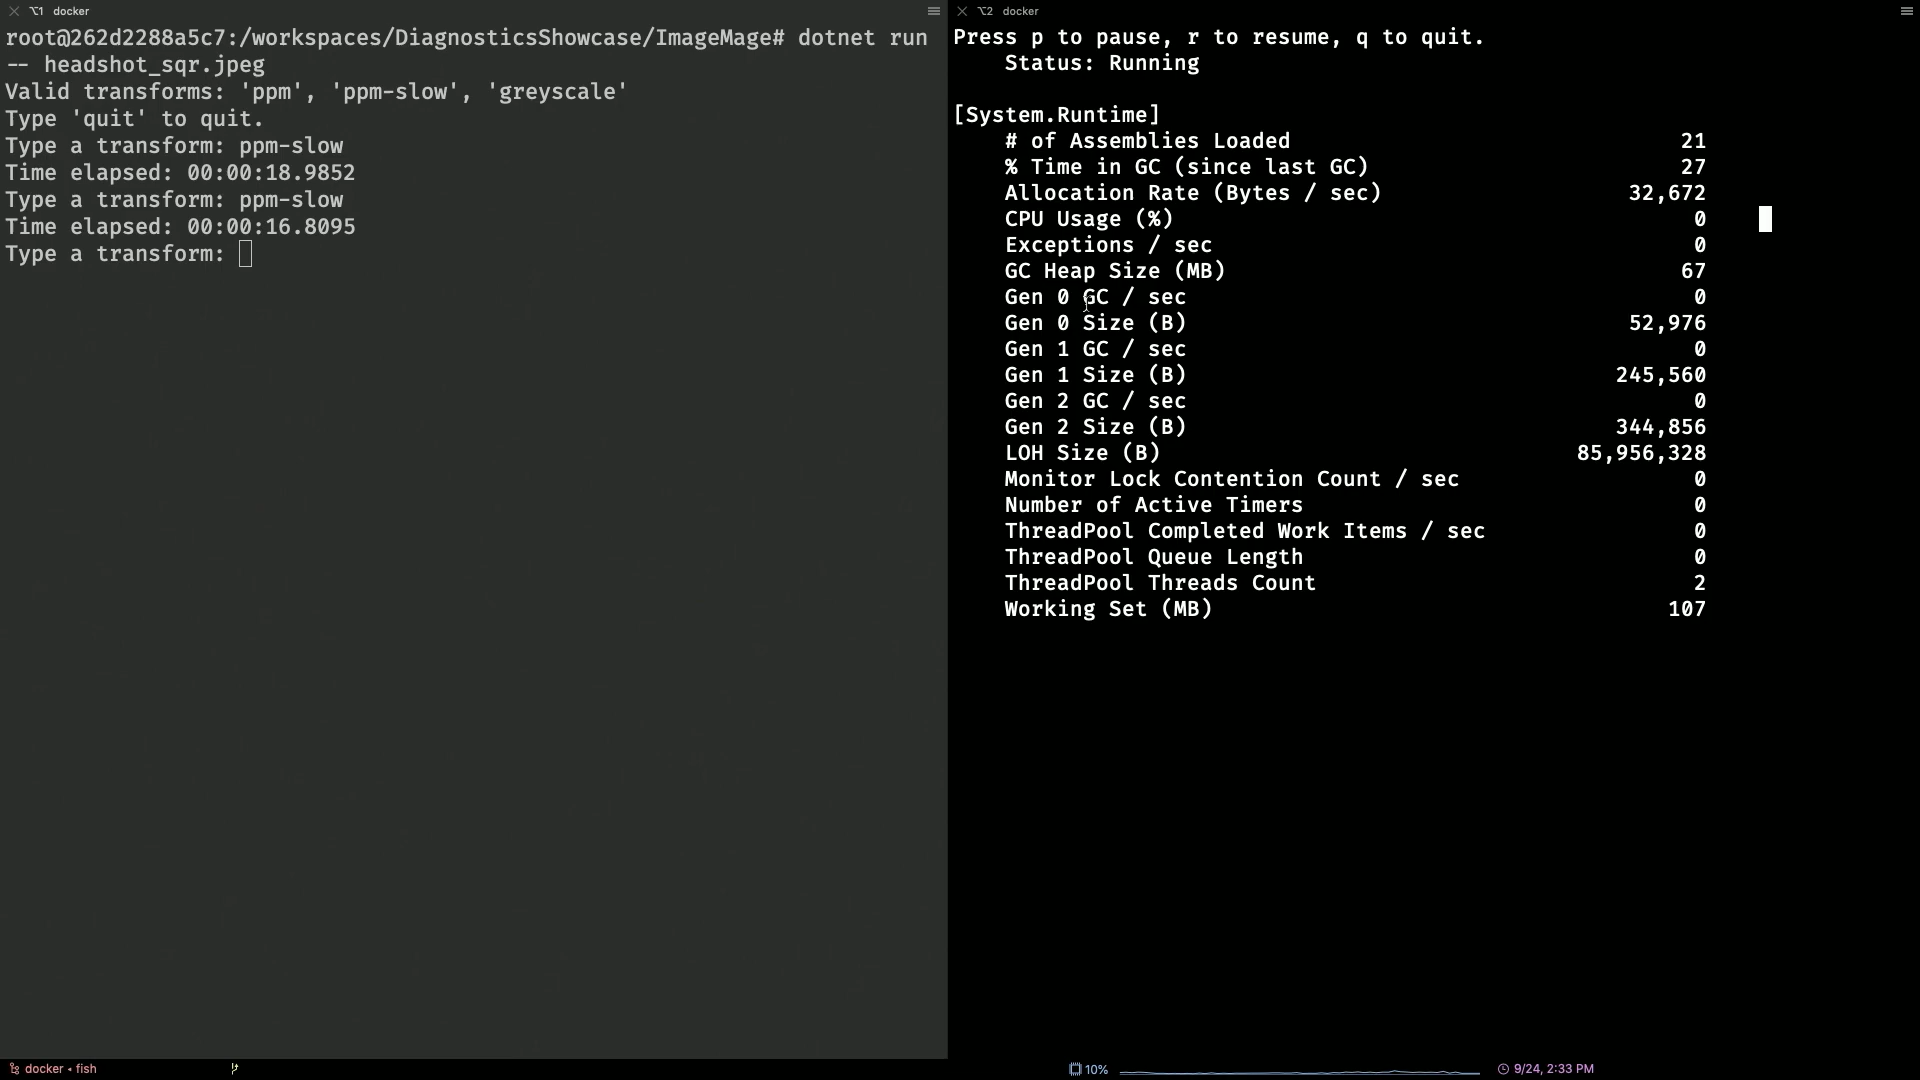 ⌥1 docker
root@262d2288a5c7:/workspaces/DiagnosticsShowcase/ImageMage# dotnet run
-- headshot_sqr.jpeg
Valid transforms: 'ppm', 'ppm-slow', 'greyscale'
Type 'quit' to quit.
Type a transform: ppm-slow
Time elapsed: 00:00:18.9852
Type a transform: ppm-slow
Time elapsed: 00:00:16.8095
Type a transform:
⌥2 docker
Press p to pause, r to resume, q to quit.
Status: Running
[System.Runtime]
# of Assemblies Loaded 21
% Time in GC (since last GC) 27
Allocation Rate (Bytes / sec) 32,672
CPU Usage (%) 0
Exceptions / sec 0
GC Heap Size (MB) 67
Gen 0 GC / sec 0
Gen 0 Size (B) 52,976
Gen 1 GC / sec 0
Gen 1 Size (B) 245,560
Gen 2 GC / sec 0
Gen 2 Size (B) 344,856
LOH Size (B) 85,956,328
Monitor Lock Contention Count / sec 0
Number of Active Timers 0
ThreadPool Completed Work Items / sec 0
ThreadPool Queue Length 0
ThreadPool Threads Count 2
Working Set (MB) 107
docker • fish
10%
9/24, 2:33 PM